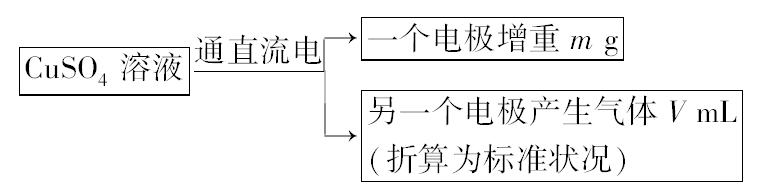 通直流电
一个电极增重 m g
CuSO₄ 溶液
另一个电极产生气体 V mL
(折算为标准状况)